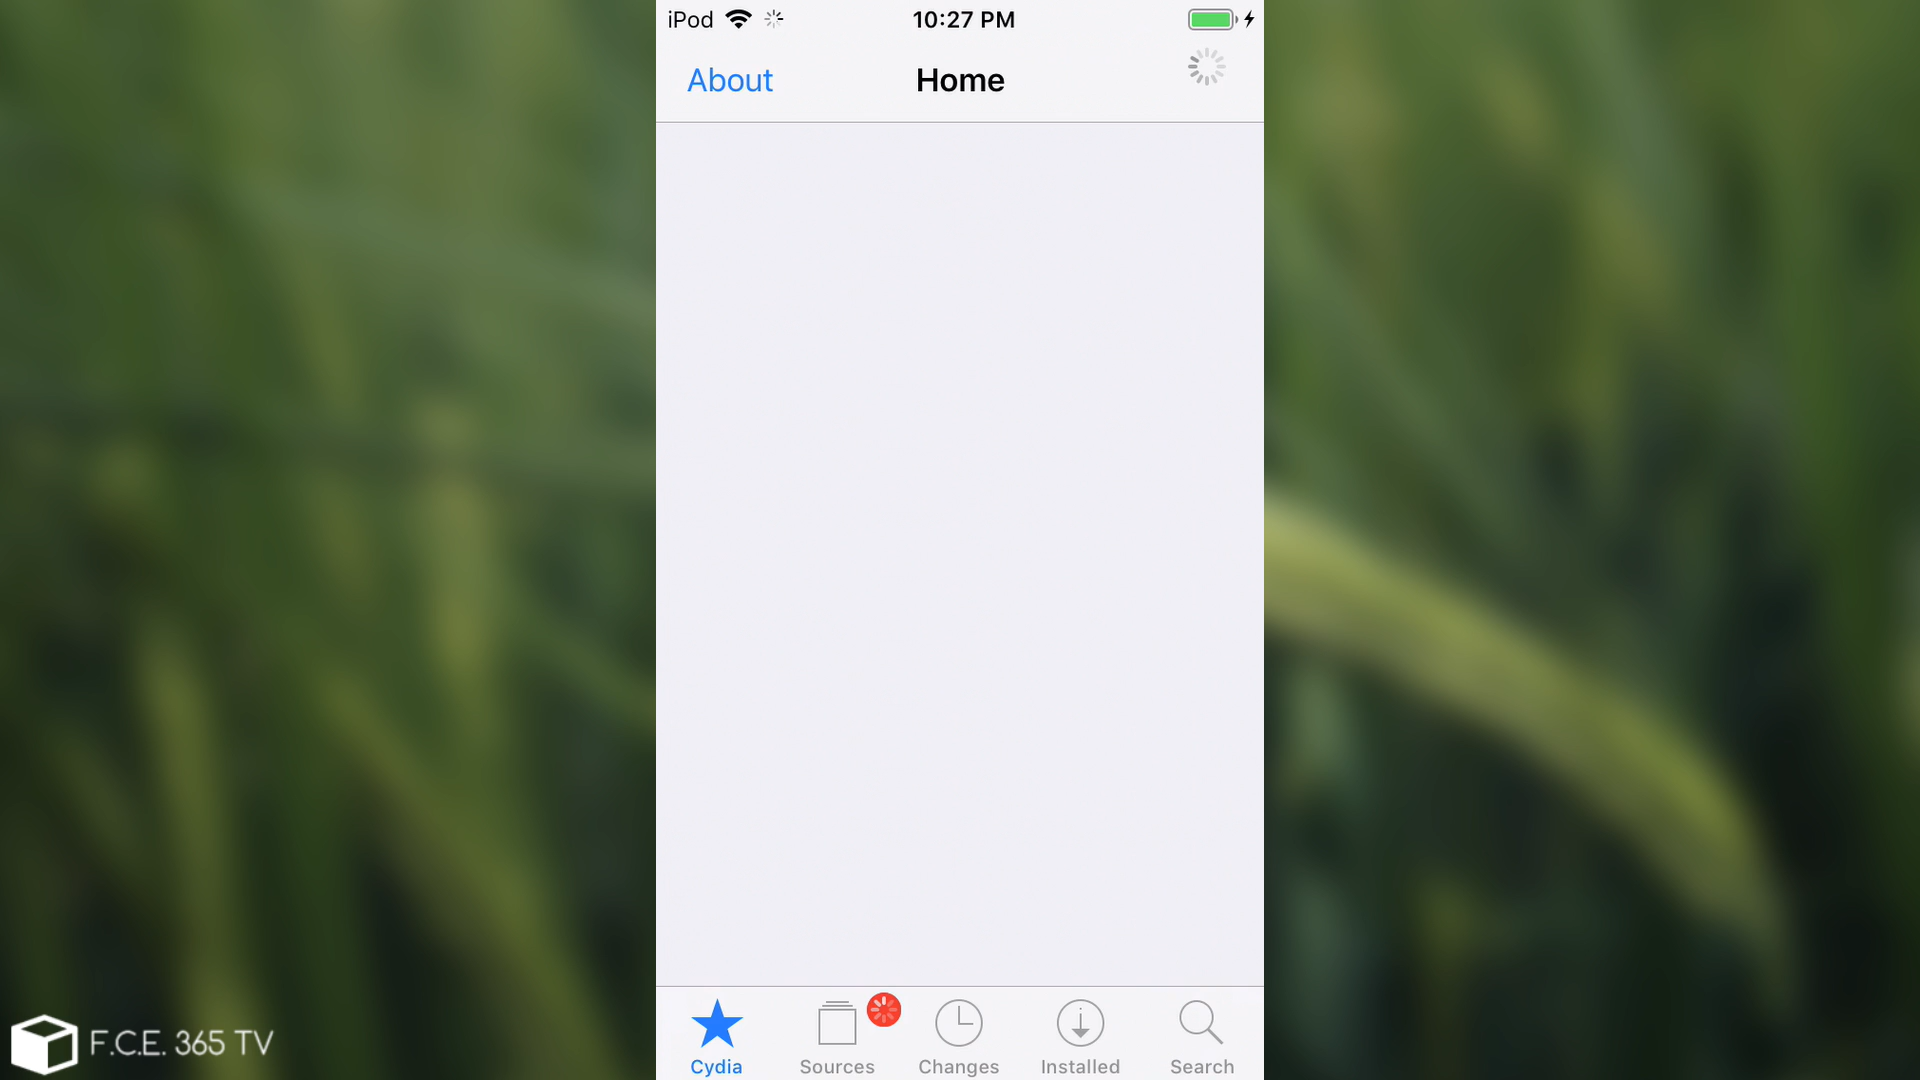 iPod
10:27 PM
About
Home
Cydia
Sources
Changes
Installed
Search
F.C.E. 365 TV